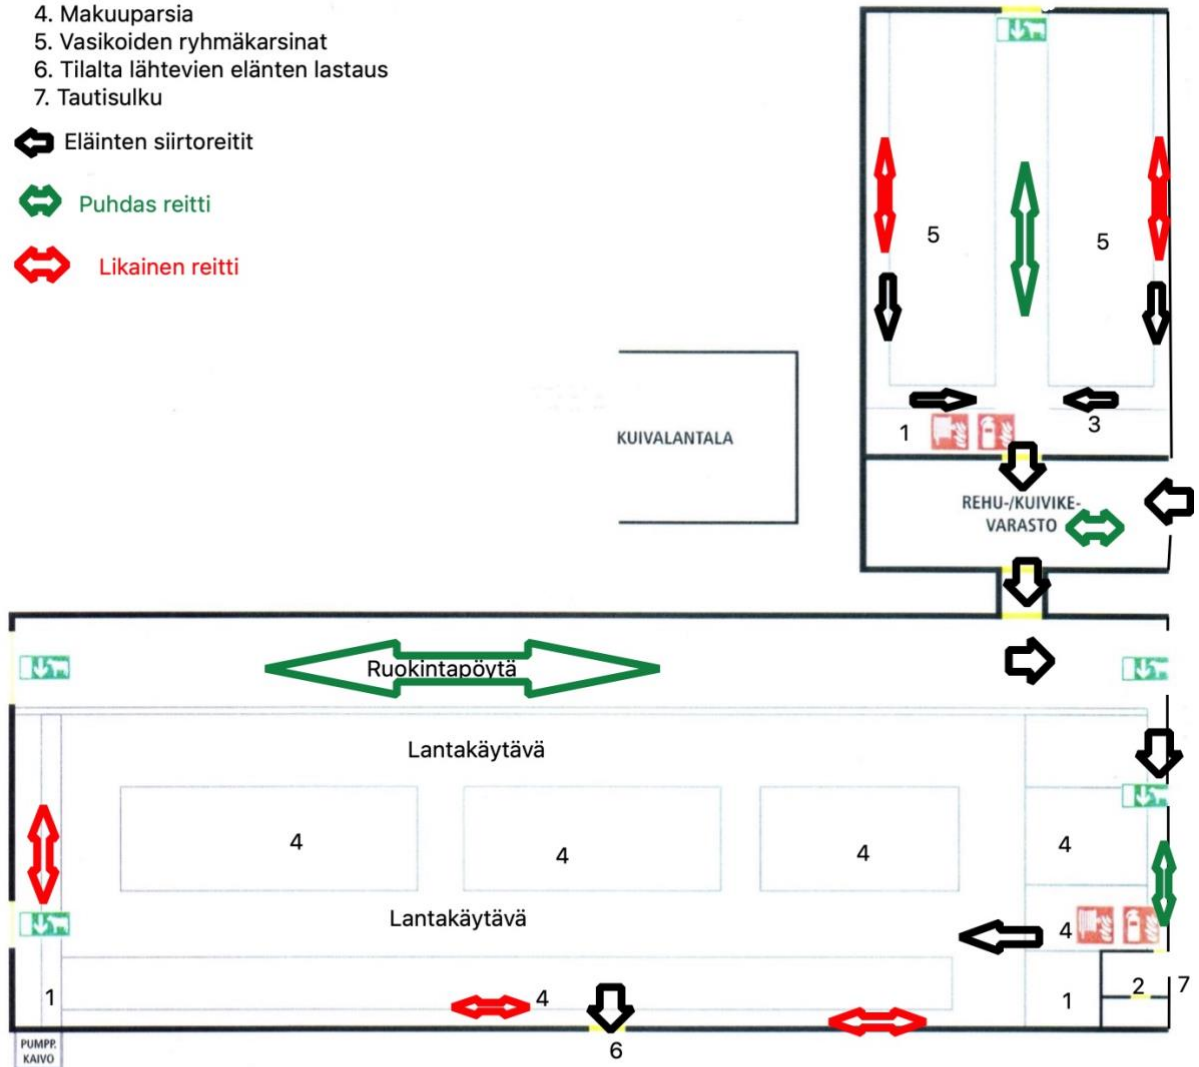 4. Makuuparsia
5. Vasikoiden ryhmäkarsinat
6. Tilalta lähtevien elänten lastaus
7. Tautisulku
Eläinten siirtoreitit
Puhdas reitti
Likainen reitti
5
5
KUIVALANTALA
1
3
REHU-/KUIVIKE-
VARASTO
Ruokintapöytä
Lantakäytävä
4
4
4
4
Lantakäytävä
4
1
4
1
2
7
PUMPP.
KAIVO
6